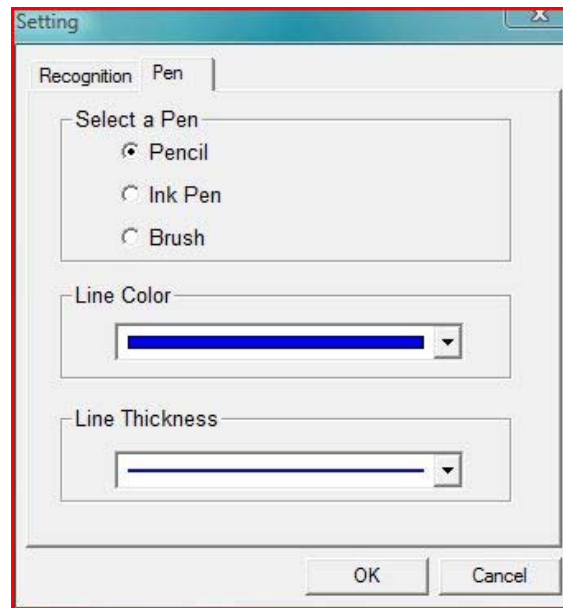 Setting
Recognition Pen
Select a Pen
Pencil
Ink Pen
Brush
Line Color
Line Thickness
OK Cancel